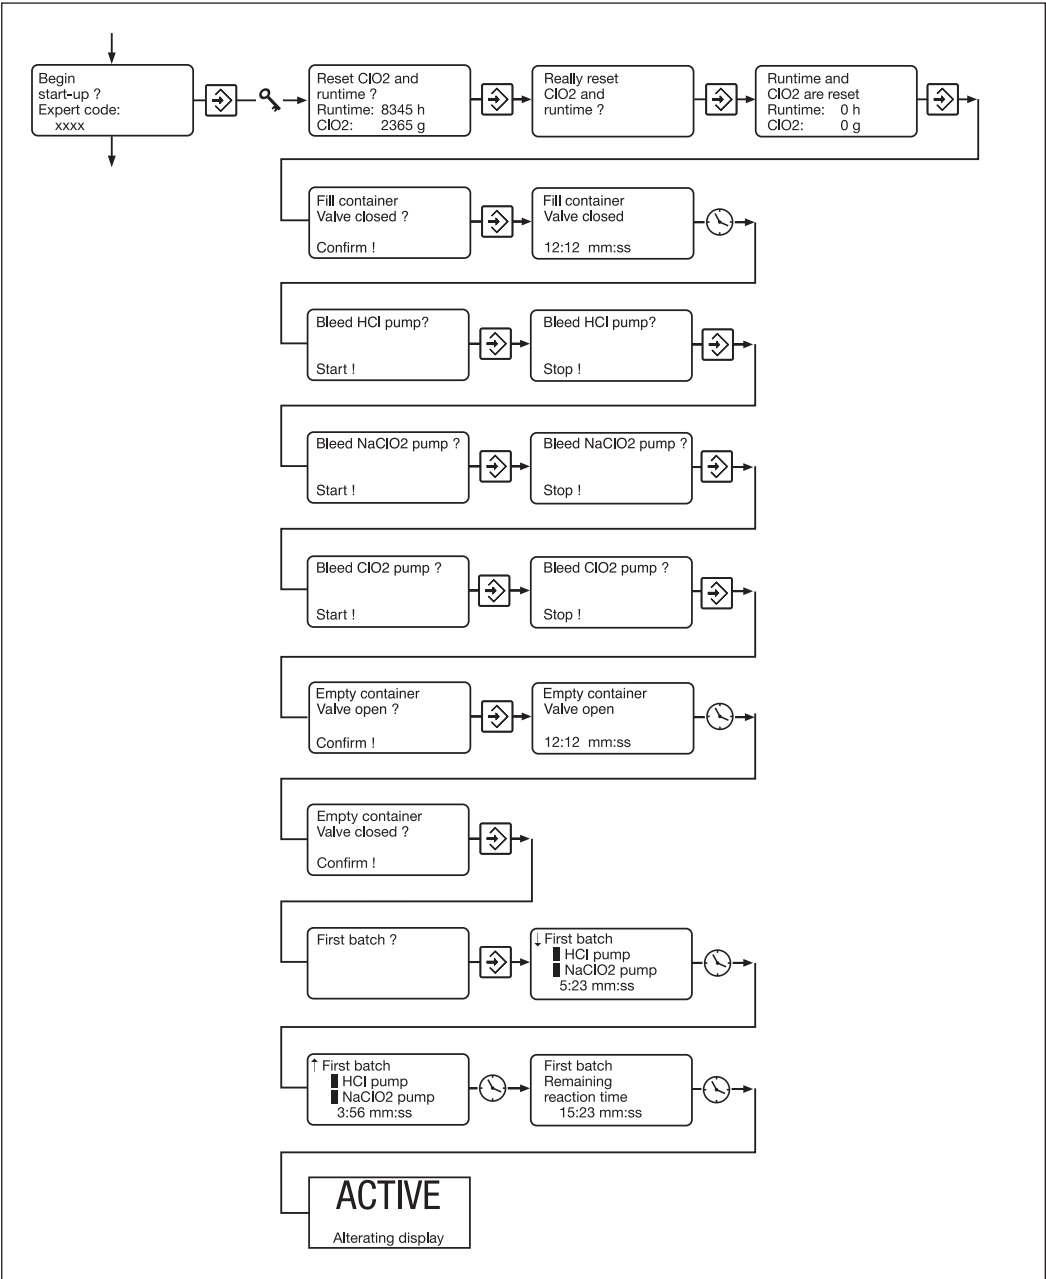 Begin
start-up ?
Expert code:
xxxx
Reset ClO2 and
runtime ?
Runtime: 8345 h
ClO2: 2365 g
Really reset
ClO2 and
runtime ?
Runtime and
ClO2 are reset
Runtime: 0 h
ClO2: 0 g
Fill container
Valve closed ?
Confirm !
Fill container
Valve closed
12:12 mm:ss
Bleed HCl pump?
Start !
Bleed HCl pump?
Stop !
Bleed NaClO2 pump ?
Start !
Bleed NaClO2 pump ?
Stop !
Bleed ClO2 pump ?
Start !
Bleed ClO2 pump ?
Stop !
Empty container
Valve open ?
Confirm !
Empty container
Valve open
12:12 mm:ss
Empty container
Valve closed ?
Confirm !
First batch ?
↓ First batch
HCl pump
NaClO2 pump
5:23 mm:ss
↑ First batch
HCl pump
NaClO2 pump
3:56 mm:ss
First batch
Remaining
reaction time
15:23 mm:ss
ACTIVE
Alterating display